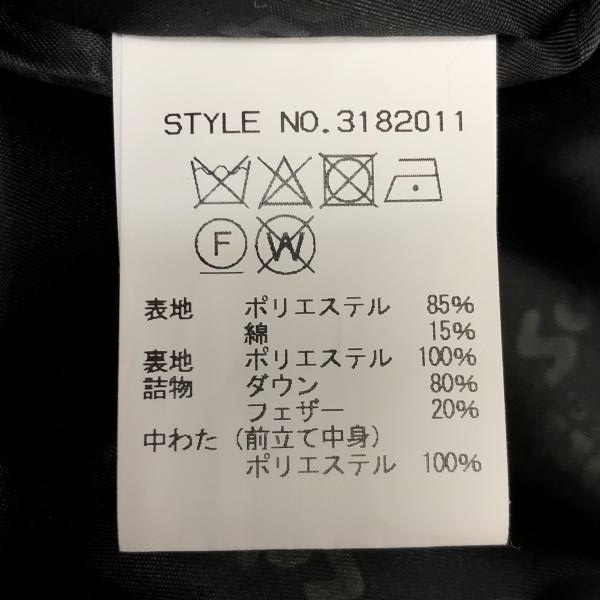 STYLE NO.3182011
F W
表地 ポリエステル 85%
綿 15%
裏地 ポリエステル 100%
詰物 ダウン 80%
フェザー 20%
中わた（前立て中身）
ポリエステル 100%